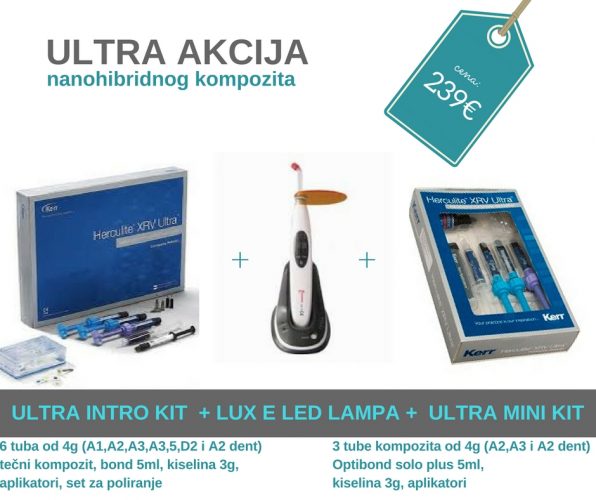 ULTRA AKCIJA
nanohibridnog kompozita
cena:
239€
Kerr
Herculite XRV Ultra™
+
+
Herculite® XRV Ultra™
Kerr
ULTRA INTRO KIT + LUX E LED LAMPA + ULTRA MINI KIT
6 tuba od 4g (A1,A2,A3,A3,5,D2 i A2 dent)
tečni kompozit, bond 5ml, kiselina 3g,
aplikatori, set za poliranje
3 tube kompozita od 4g (A2,A3 i A2 dent)
Optibond solo plus 5ml,
kiselina 3g, aplikatori